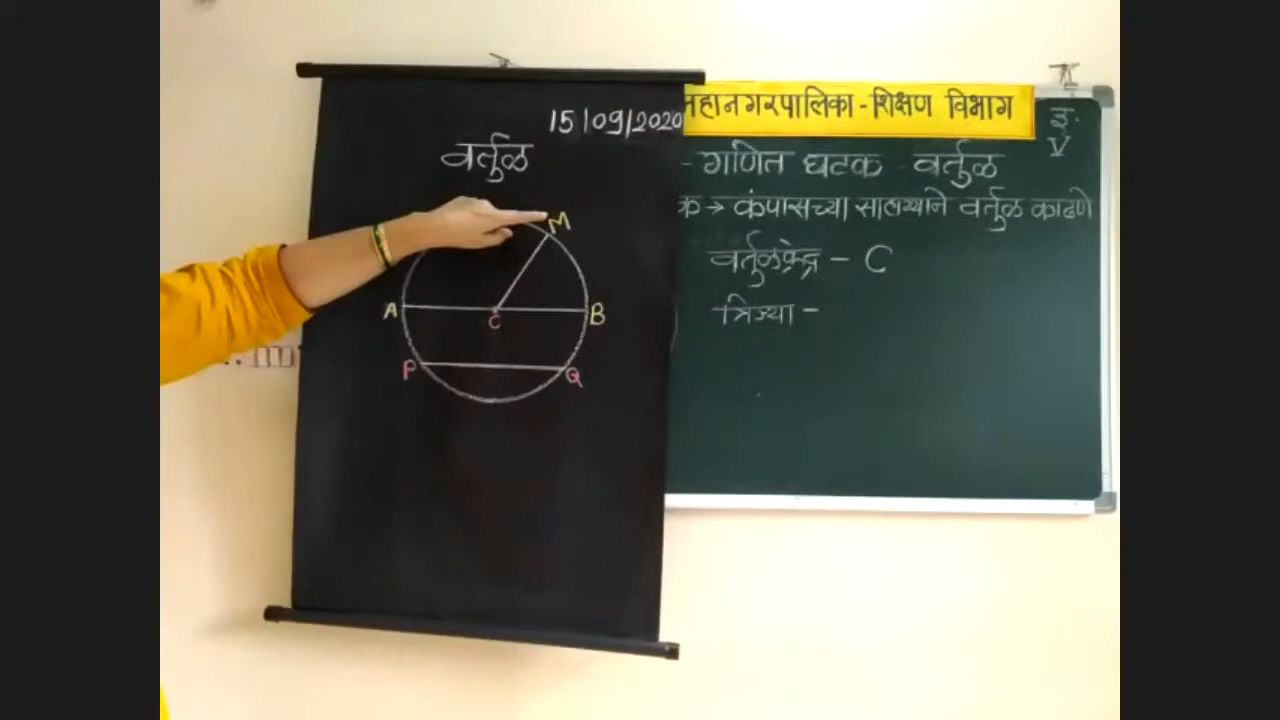 15/09/2020
वर्तुळ
M
A
C
B
P
Q
महानगरपालिका - शिक्षण विभाग
इ.
V
- गणित घटक - वर्तुळ
क → कंपासच्या साहाय्याने वर्तुळ काढणे
वर्तुळकेंद्र - C
त्रिज्या -